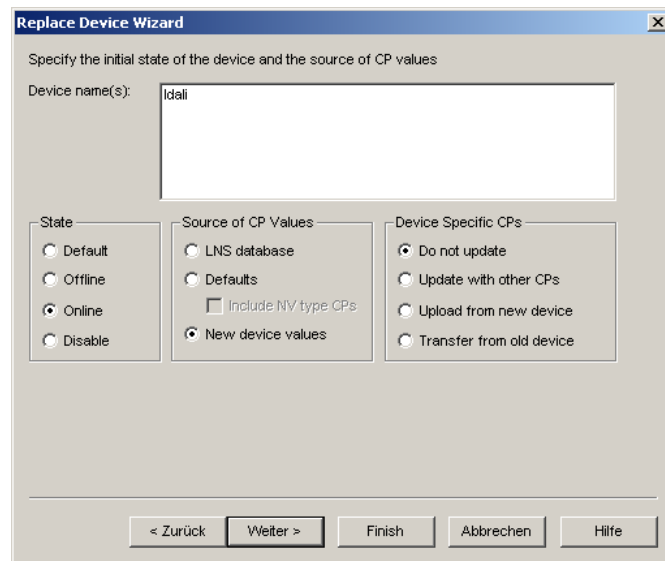 Replace Device Wizard
Specify the initial state of the device and the source of CP values
Device name(s):
ldali
State
Default
Offline
Online
Disable
Source of CP Values
LNS database
Defaults
Include NV type CPs
New device values
Device Specific CPs
Do not update
Update with other CPs
Upload from new device
Transfer from old device
< Zurück
Weiter >
Finish
Abbrechen
Hilfe